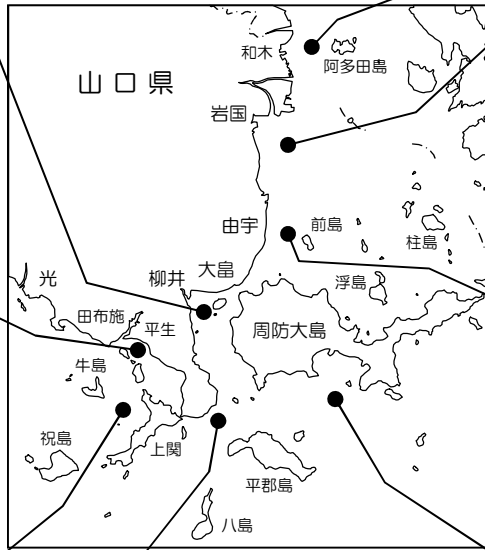 和木
阿多田島
山口県
岩国
由宇
前島
柱島
光
柳井
大畠
浮島
田布施
平生
周防大島
牛島
祝島
上関
平郡島
八島